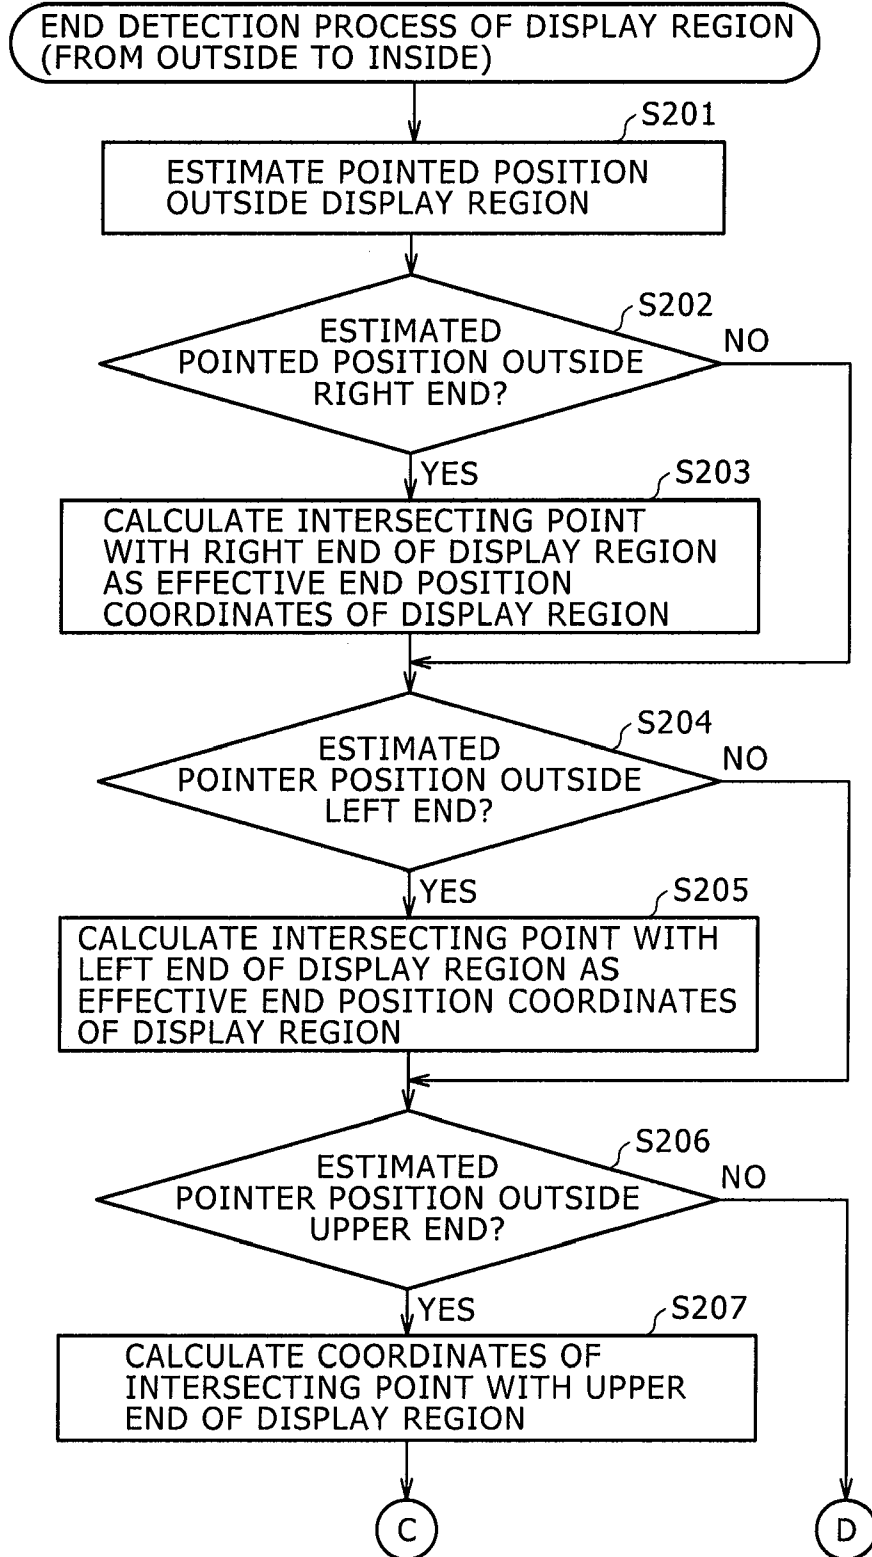 END DETECTION PROCESS OF DISPLAY REGION
(FROM OUTSIDE TO INSIDE)
S201
ESTIMATE POINTED POSITION
OUTSIDE DISPLAY REGION
S202
ESTIMATED
POINTED POSITION OUTSIDE
RIGHT END?
NO
YES
S203
CALCULATE INTERSECTING POINT
WITH RIGHT END OF DISPLAY REGION
AS EFFECTIVE END POSITION
COORDINATES OF DISPLAY REGION
S204
ESTIMATED
POINTER POSITION OUTSIDE
LEFT END?
NO
YES
S205
CALCULATE INTERSECTING POINT WITH
LEFT END OF DISPLAY REGION AS
EFFECTIVE END POSITION COORDINATES
OF DISPLAY REGION
S206
ESTIMATED
POINTER POSITION OUTSIDE
UPPER END?
NO
YES
S207
CALCULATE COORDINATES OF
INTERSECTING POINT WITH UPPER
END OF DISPLAY REGION
C
D